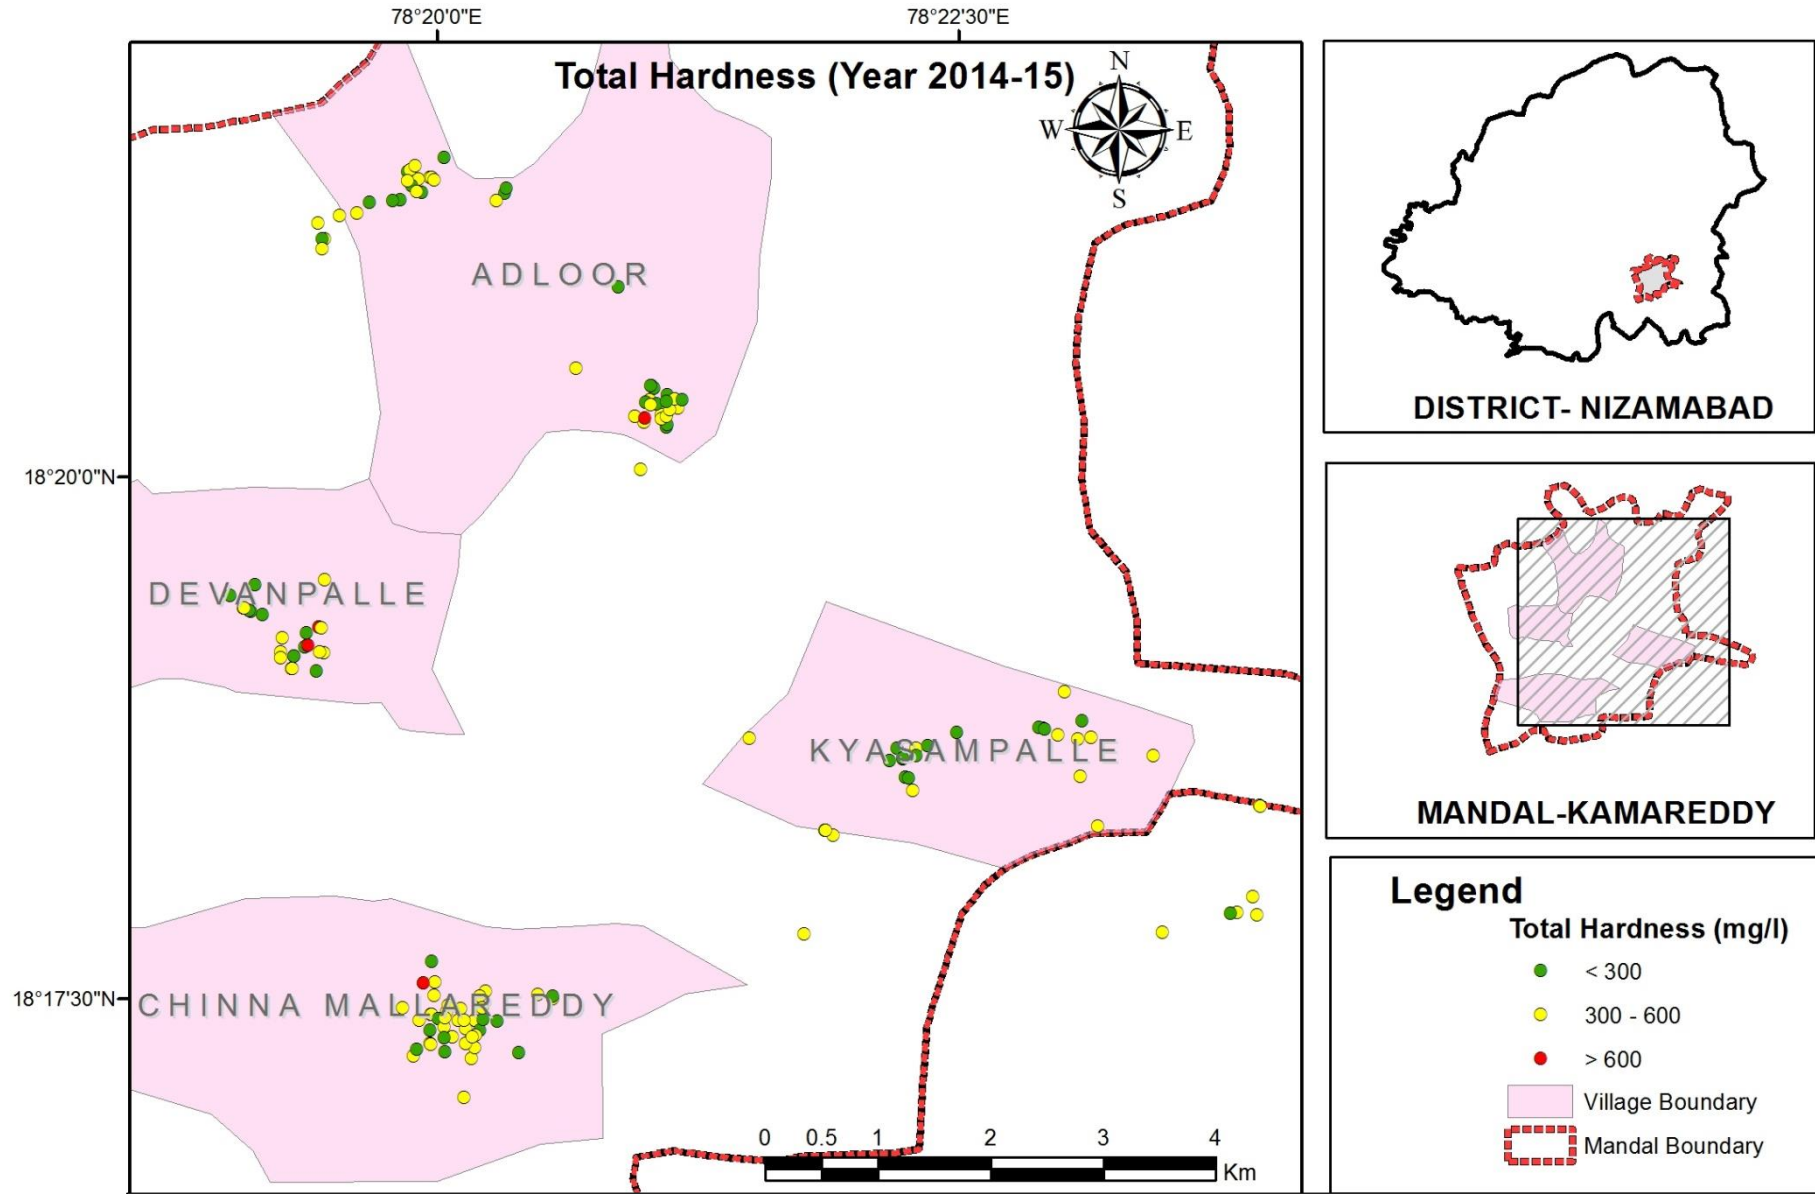 78°20'0"E
78°22'30"E
Total Hardness (Year 2014-15)
N
W
E
S
ADLOOR
18°20'0"N
DEVANPALLE
KYASAMPALLE
18°17'30"N
CHINNA MALLAREDDY
0 0.5 1 2 3 4
Km
DISTRICT- NIZAMABAD
MANDAL-KAMAREDDY
Legend
Total Hardness (mg/l)
< 300
300 - 600
> 600
Village Boundary
Mandal Boundary